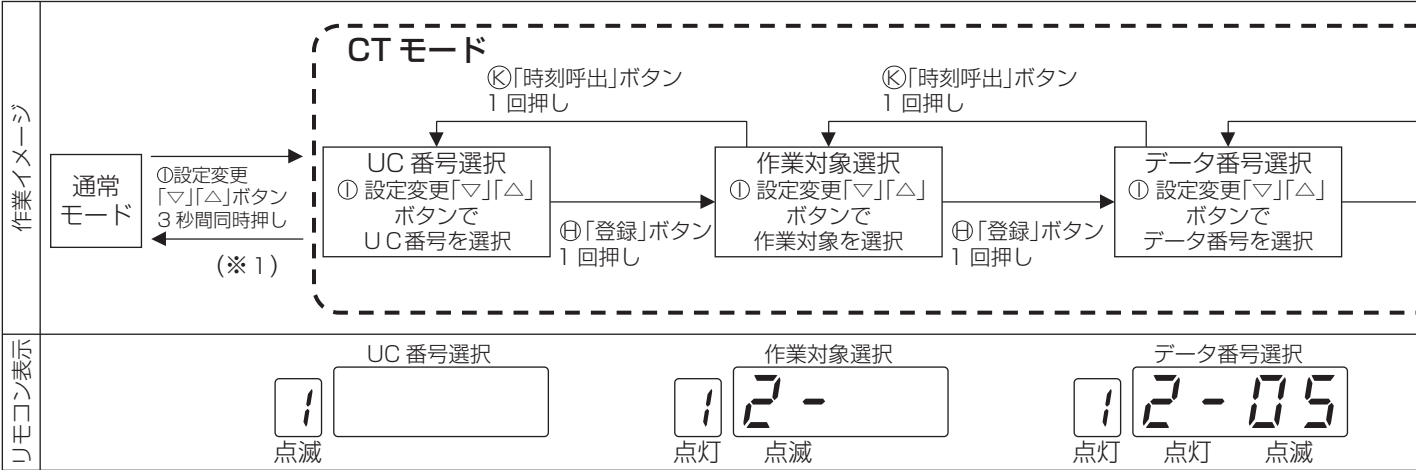 作業イメージ
CT モード
Ⓚ「時刻呼出」ボタン
1 回押し
Ⓚ「時刻呼出」ボタン
1 回押し
通常
モード
①設定変更
「▽」「△」ボタン
3 秒間同時押し
(※ 1)
UC 番号選択
① 設定変更「▽」「△」
ボタンで
UC番号を選択
Ⓗ「登録」ボタン
1 回押し
作業対象選択
① 設定変更「▽」「△」
ボタンで
作業対象を選択
Ⓗ「登録」ボタン
1 回押し
データ番号選択
① 設定変更「▽」「△」
ボタンで
データ番号を選択
リモコン表示
UC 番号選択
1
点滅
作業対象選択
1 2 -
点灯 点滅
データ番号選択
1 2 - 05
点灯 点灯 点滅